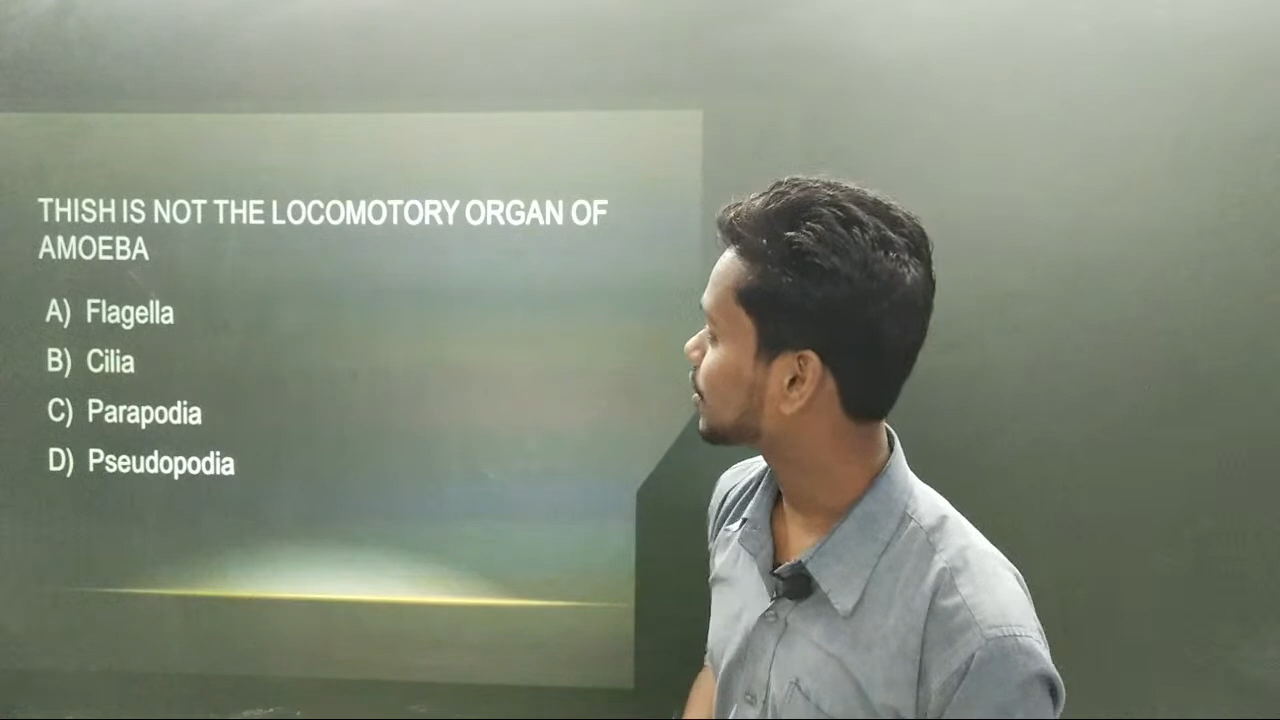 THISH IS NOT THE LOCOMOTORY ORGAN OF
AMOEBA
A) Flagella
B) Cilia
C) Parapodia
D) Pseudopodia